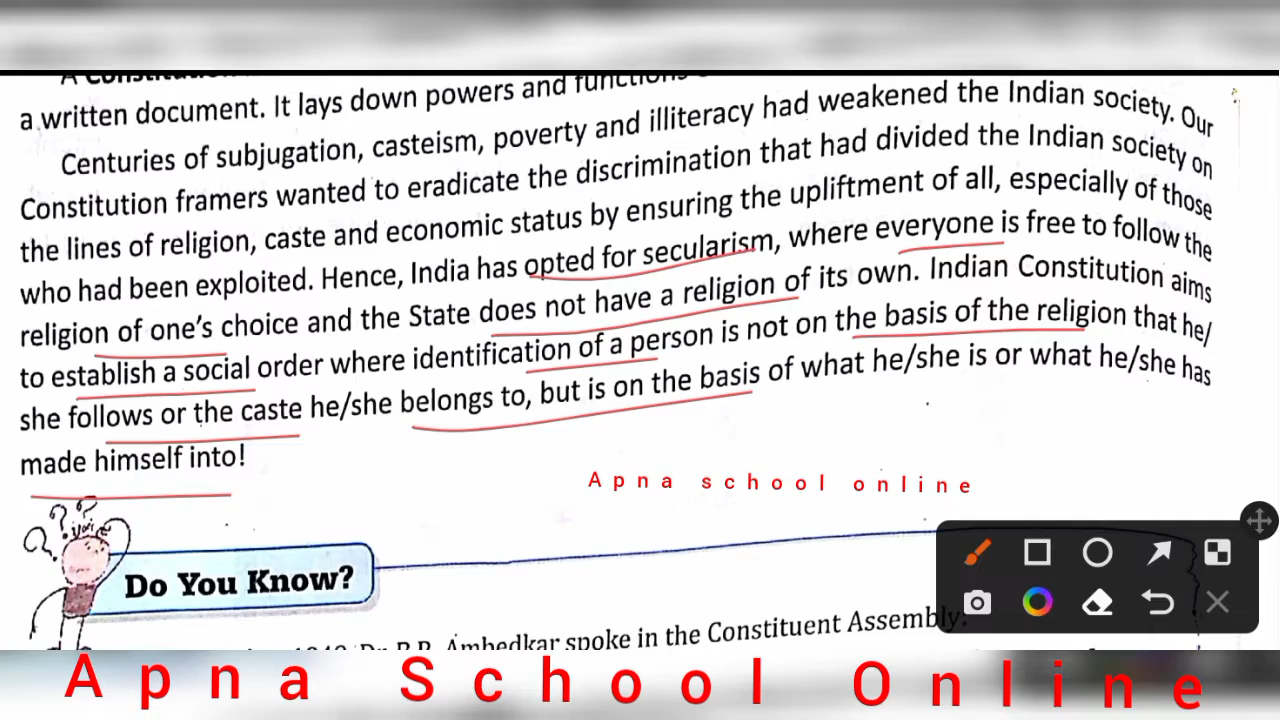 A Constitution
a written document. It lays down powers and functions
Centuries of subjugation, casteism, poverty and illiteracy had weakened the Indian society. Our
Constitution framers wanted to eradicate the discrimination that had divided the Indian society on
the lines of religion, caste and economic status by ensuring the upliftment of all, especially of those
who had been exploited. Hence, India has opted for secularism, where everyone is free to follow the
religion of one's choice and the State does not have a religion of its own. Indian Constitution aims
to establish a social order where identification of a person is not on the basis of the religion that he/
she follows or the caste he/she belongs to, but is on the basis of what he/she is or what he/she has
made himself into!
Apna school online
? ? ?
Do You Know?
Dr B.R. Ambedkar spoke in the Constituent Assembly.
Apna School Online